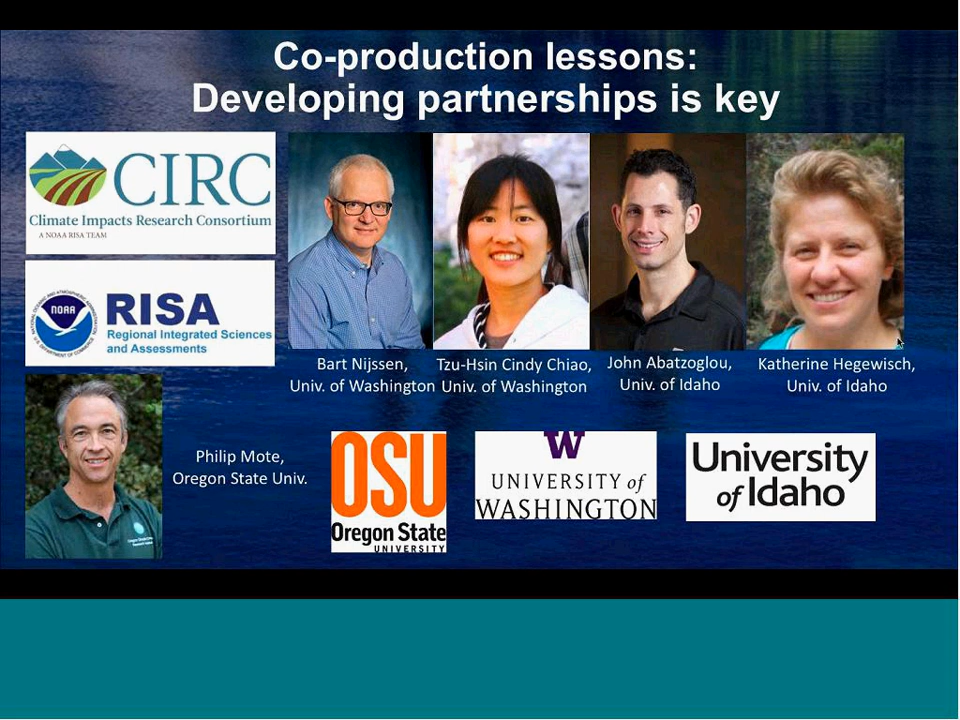 Co-production lessons:
Developing partnerships is key
CIRC
Climate Impacts Research Consortium
A NOAA RISA TEAM
NOAA
RISA
Regional Integrated Sciences
and Assessments
Bart Nijssen,
Univ. of Washington
Tzu-Hsin Cindy Chiao,
Univ. of Washington
John Abatzoglou,
Univ. of Idaho
Katherine Hegewisch,
Univ. of Idaho
Philip Mote,
Oregon State Univ.
OSU
Oregon State
UNIVERSITY
W
UNIVERSITY of
WASHINGTON
University
of Idaho